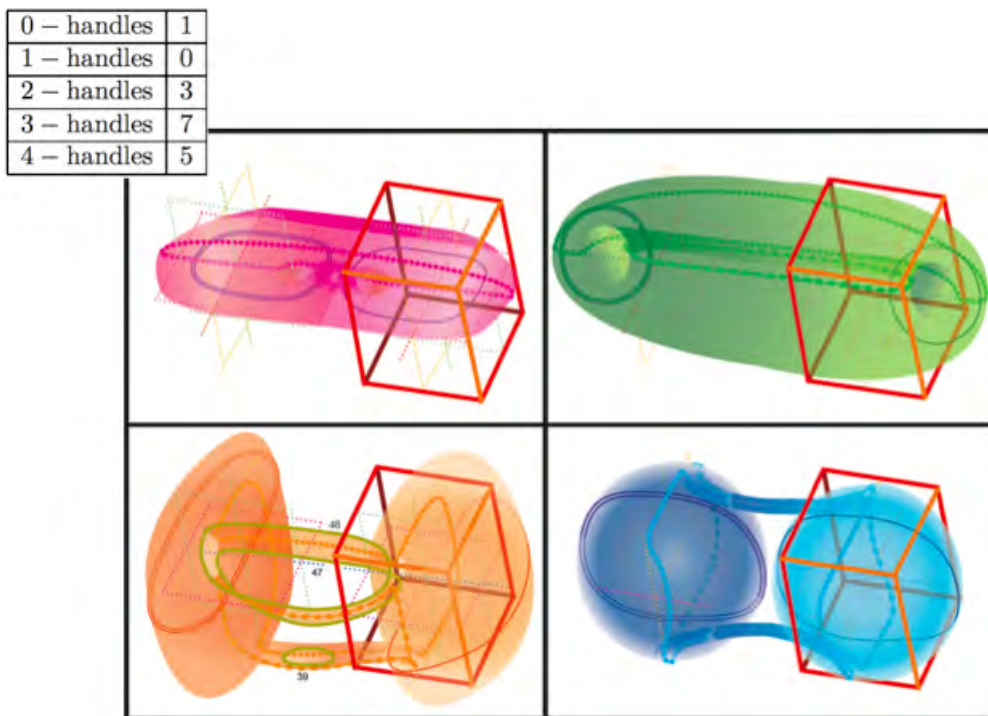 0 – handles 1
1 – handles 0
2 – handles 3
3 – handles 7
4 – handles 5
46
47
39